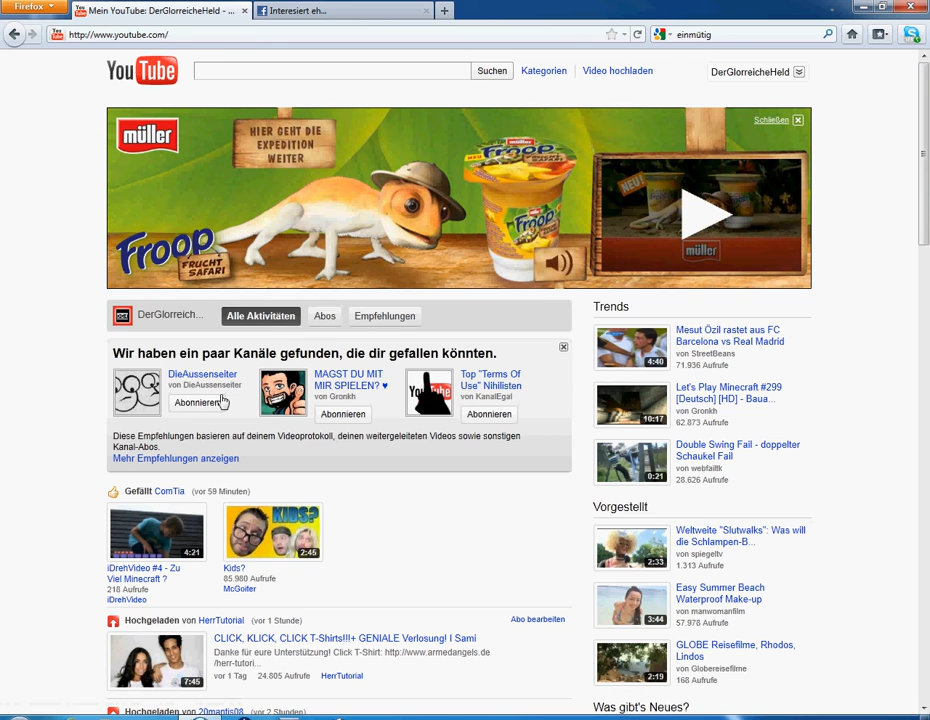 Firefox
Mein YouTube: DerGlorreicheHeld - ...
Interesiert eh...
http://www.youtube.com/
einmütig
YouTube
Suchen
Kategorien
Video hochladen
DerGlorreicheHeld
Schließen
müller
HIER GEHT DIE
EXPEDITION
WEITER
Froop
FRUCHT
SAFARI
müller
Froop
NEU!
müller
DerGlorreich...
Alle Aktivitäten
Abos
Empfehlungen
Wir haben ein paar Kanäle gefunden, die dir gefallen könnten.
DieAussenseiter
von DieAussenseiter
Abonnieren
MAGST DU MIT
MIR SPIELEN? ♥
von Gronkh
Abonnieren
Top "Terms Of
Use" Nihilisten
von KanalEgal
Abonnieren
Diese Empfehlungen basieren auf deinem Videoprotokoll, deinen weitergeleiteten Videos sowie sonstigen
Kanal-Abos.
Mehr Empfehlungen anzeigen
Gefällt ComTia (vor 59 Minuten)
4:21
iDrehVideo #4 - Zu
Viel Minecraft ?
218 Aufrufe
iDrehVideo
KIDS?
2:45
Kids?
85.980 Aufrufe
McGoiter
Hochgeladen von HerrTutorial (vor 1 Stunde)
Abo bearbeiten
7:45
CLICK, KLICK, CLICK T-Shirts!!!+ GENIALE Verlosung! I Sami
Danke für eure Unterstützung! Click T-Shirt: http://www.armedangels.de
/herr-tutori...
vor 1 Tag 24.805 Aufrufe HerrTutorial
Hochgeladen von 20mantis08 (vor 2 Stunden)
Trends
4:40
Mesut Özil rastet aus FC
Barcelona vs Real Madrid
von StreetBeans
71.936 Aufrufe
10:17
Let's Play Minecraft #299
[Deutsch] [HD] - Baua...
von Gronkh
62.873 Aufrufe
0:21
Double Swing Fail - doppelter
Schaukel Fail
von webfailtk
28.626 Aufrufe
Vorgestellt
2:33
Weltweite "Slutwalks": Was will
die Schlampen-B...
von spiegeltv
1.313 Aufrufe
3:44
Easy Summer Beach
Waterproof Make-up
von manwomanfilm
57.978 Aufrufe
2:19
GLOBE Reisefilme, Rhodos,
Lindos
von Globereisefilme
168 Aufrufe
Was gibt's Neues?